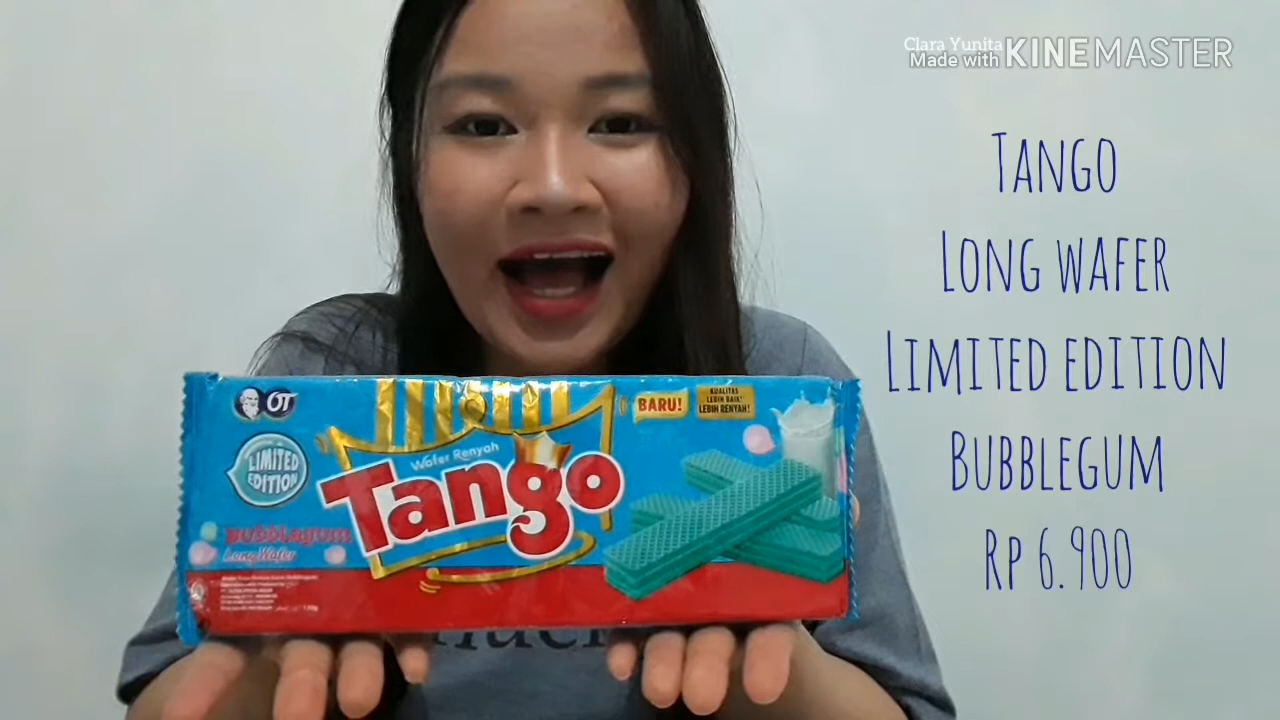 Clara Yunita
Made with KINEMASTER
Tango
Long wafer
Limited edition
Bubblegum
Rp 6.900
OT
BARU!
KUALITAS
LEBIH BAIK!
LEBIH RENYAH!
LIMITED
EDITION
Wafer Renyah
Tango
BUBBLEGUM
Long Wafer